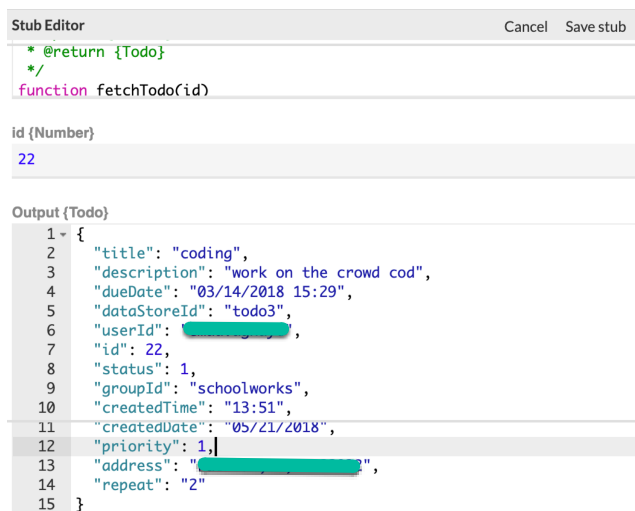 Stub Editor Cancel Save stub
* @return {Todo}
*/
function fetchTodo(id)
id {Number}
22
Output {Todo}
1 {
2 "title": "coding",
3 "description": "work on the crowd cod",
4 "dueDate": "03/14/2018 15:29",
5 "dataStoreId": "todo3",
6 "userId": "",
7 "id": 22,
8 "status": 1,
9 "groupId": "schoolworks",
10 "createdTime": "13:51",
11 "createdDate": "05/21/2018",
12 "priority": 1,
13 "address": "",
14 "repeat": "2"
15 }